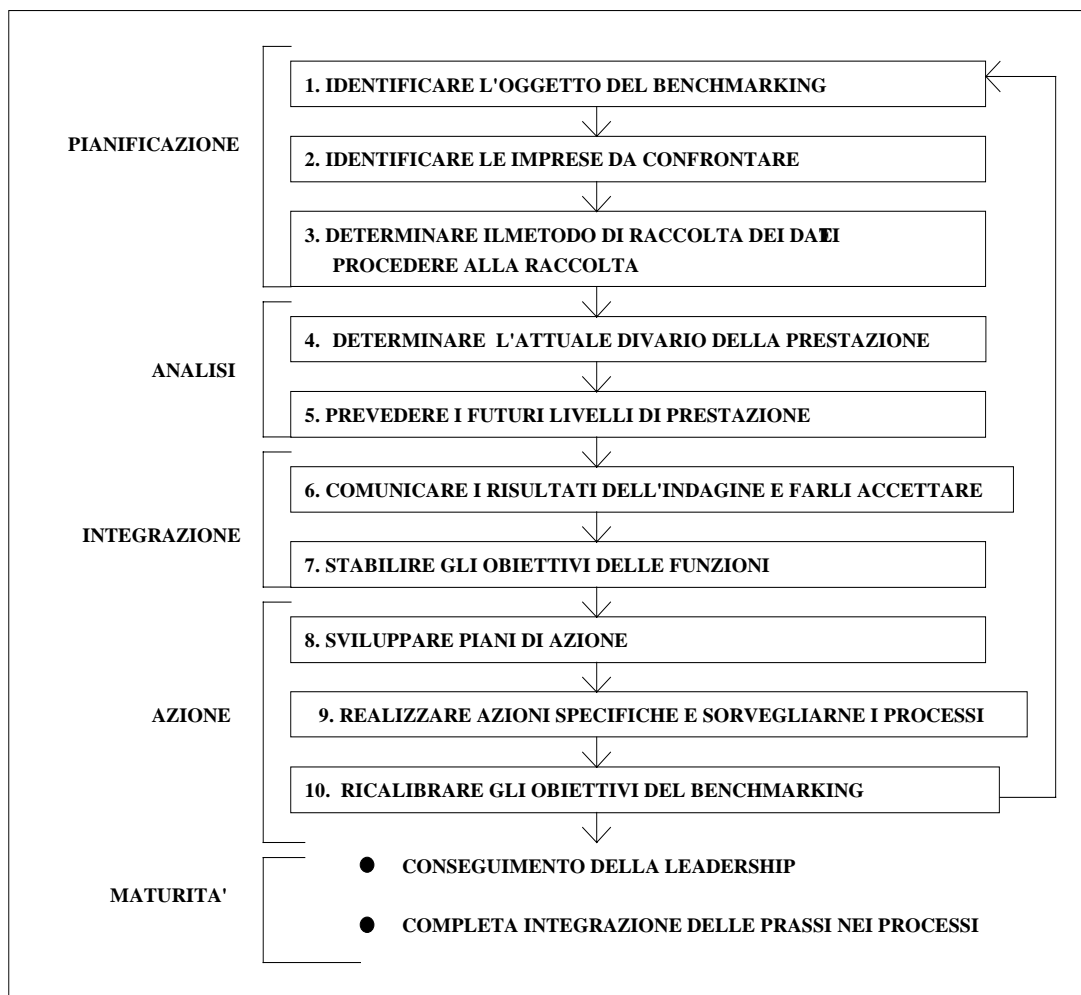 1. IDENTIFICARE L'OGGETTO DEL BENCHMARKING
PIANIFICAZIONE
2. IDENTIFICARE LE IMPRESE DA CONFRONTARE
3. DETERMINARE ILMETODO DI RACCOLTA DEI DATI
PROCEDERE ALLA RACCOLTA
4. DETERMINARE L'ATTUALE DIVARIO DELLA PRESTAZIONE
ANALISI
5. PREVEDERE I FUTURI LIVELLI DI PRESTAZIONE
6. COMUNICARE I RISULTATI DELL'INDAGINE E FARLI ACCETTARE
INTEGRAZIONE
7. STABILIRE GLI OBIETTIVI DELLE FUNZIONI
8. SVILUPPARE PIANI DI AZIONE
AZIONE
9. REALIZZARE AZIONI SPECIFICHE E SORVEGLIARNE I PROCESSI
10. RICALIBRARE GLI OBIETTIVI DEL BENCHMARKING
● CONSEGUIMENTO DELLA LEADERSHIP
MATURITA'
● COMPLETA INTEGRAZIONE DELLE PRASSI NEI PROCESSI